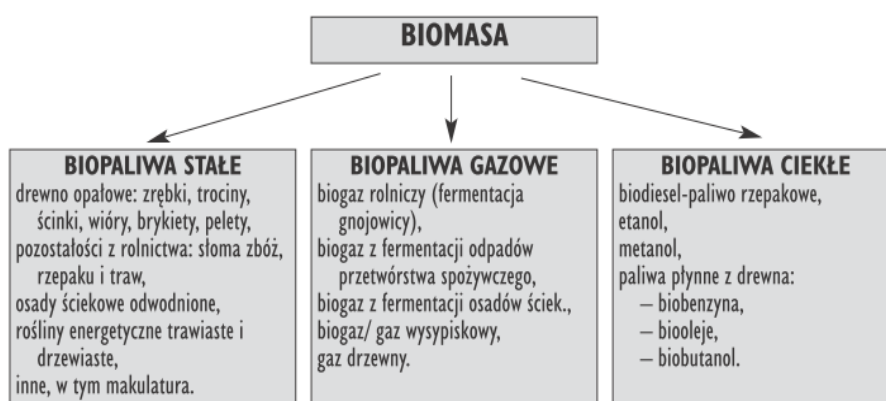 BIOMASA
BIOPALIWA STAŁE
drewno opałowe: zrębki, trociny,
ścinki, wióry, brykiety, pelety,
pozostałości z rolnictwa: słoma zbóż,
rzepaku i traw,
osady ściekowe odwodnione,
rośliny energetyczne trawiaste i
drzewiaste,
inne, w tym makulatura.
BIOPALIWA GAZOWE
biogaz rolniczy (fermentacja
gnojowicy),
biogaz z fermentacji odpadów
przetwórstwa spożywczego,
biogaz z fermentacji osadów ściek.,
biogaz/ gaz wysypiskowy,
gaz drzewny.
BIOPALIWA CIEKŁE
biodiesel-paliwo rzepakowe,
etanol,
metanol,
paliwa płynne z drewna:
– biobenzyna,
– biooleje,
– biobutanol.